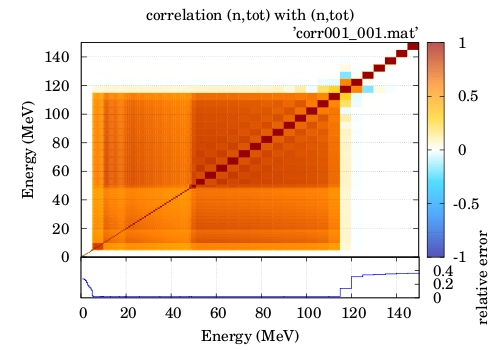 correlation (n,tot) with (n,tot)
'corr001_001.mat'
140
120
100
80
60
40
20
0
Energy (MeV)
1
0.5
0
-0.5
-1
0.4
0.2
0
relative error
0 20 40 60 80 100 120 140
Energy (MeV)